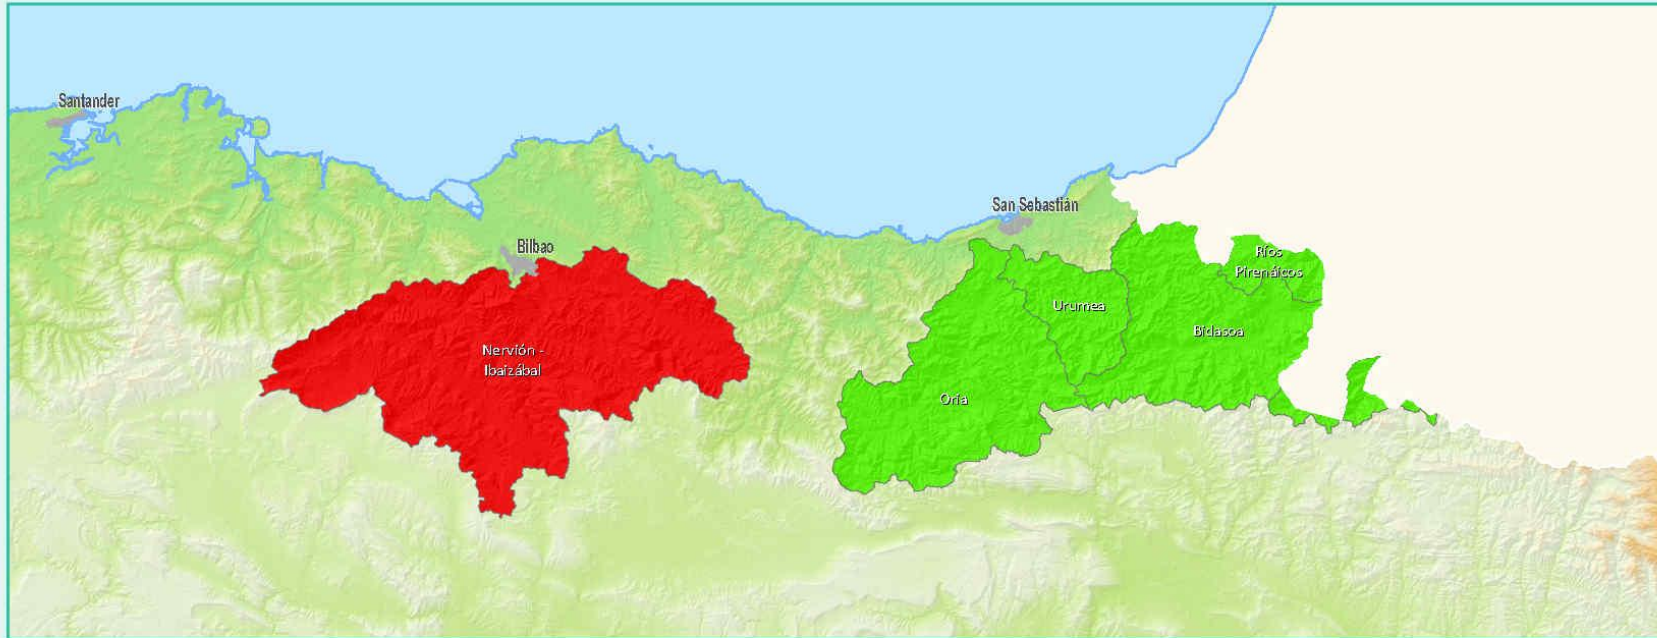 Santander
San Sebastián
Bilbao
Ríos
Pirenáicos
Urumea
Bidasoa
Nervión -
Ibaizábal
Oria